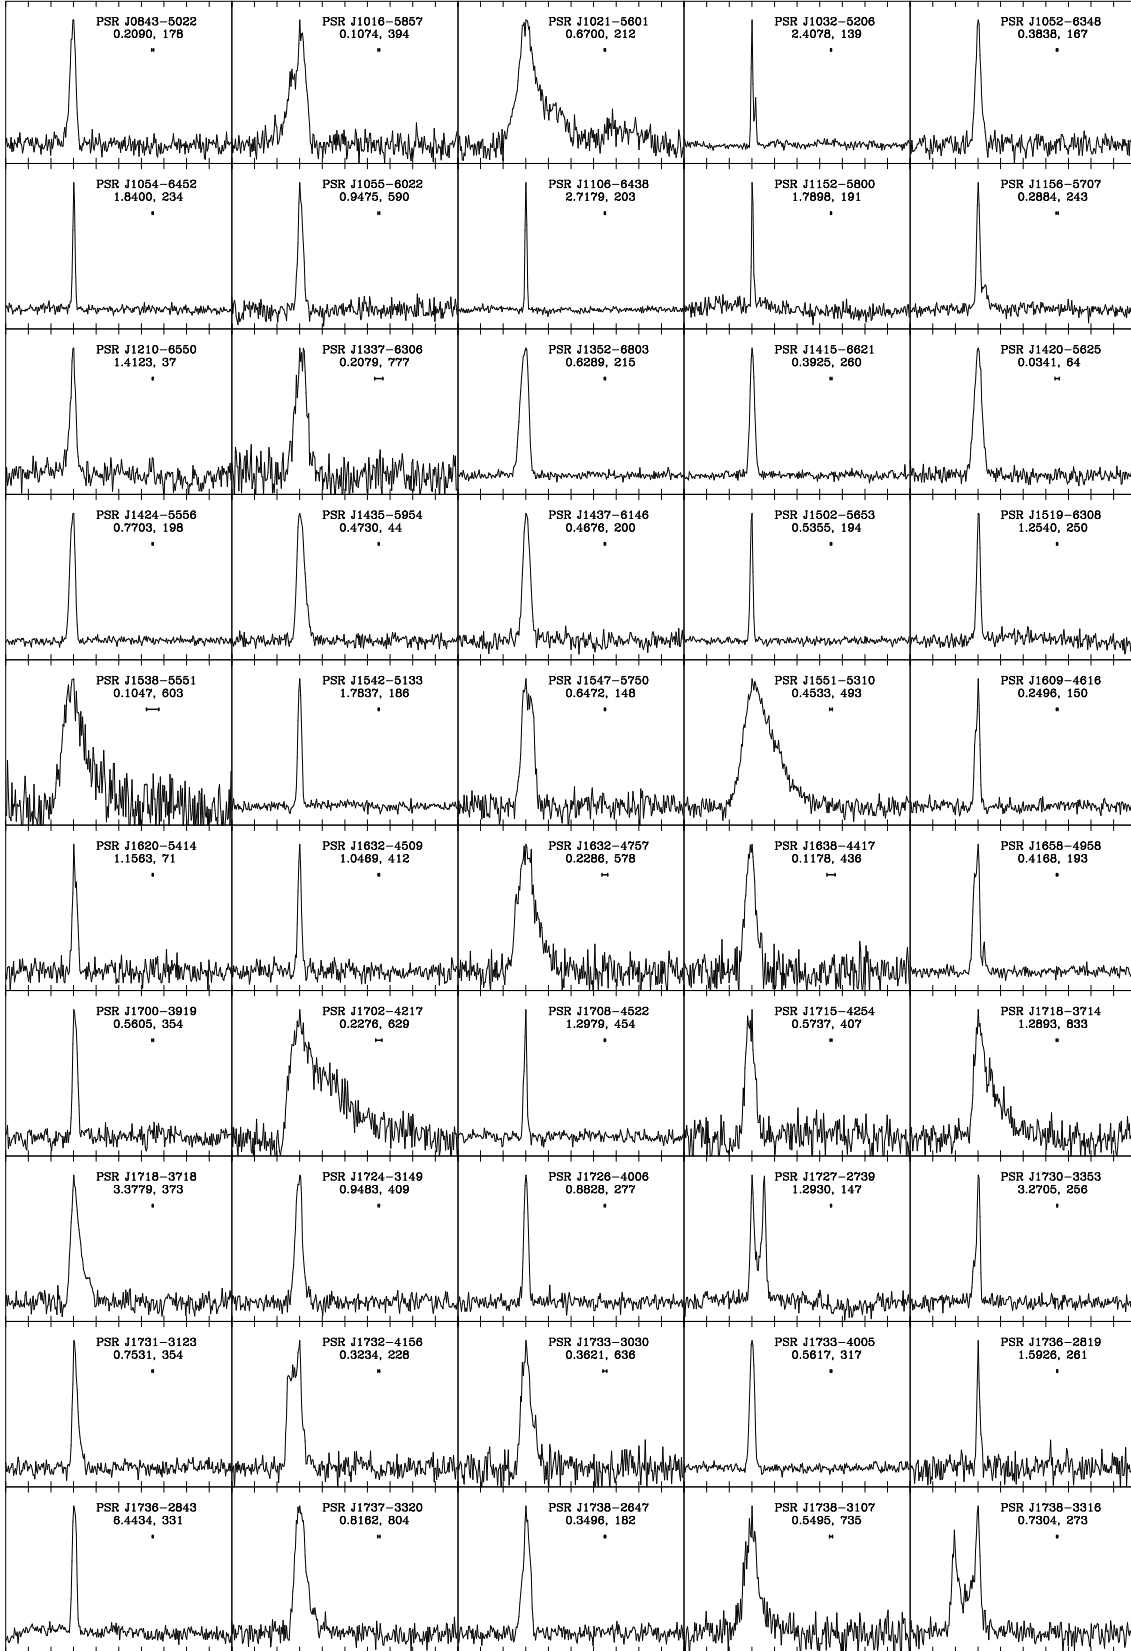 PSR J0843−5022
0.2090, 178
PSR J1016−5857
0.1074, 394
PSR J1021−5601
0.6700, 212
PSR J1032−5206
2.4078, 139
PSR J1052−6348
0.3838, 167
PSR J1054−6452
1.8400, 234
PSR J1055−6022
0.9475, 590
PSR J1106−6438
2.7179, 203
PSR J1152−5800
1.7898, 191
PSR J1156−5707
0.2884, 243
PSR J1210−6550
1.4123, 37
PSR J1337−6306
0.2079, 777
PSR J1352−6803
0.6289, 215
PSR J1415−6621
0.3925, 260
PSR J1420−5625
0.0341, 64
PSR J1424−5556
0.7703, 198
PSR J1435−5954
0.4730, 44
PSR J1437−6146
0.4676, 200
PSR J1502−5653
0.5355, 194
PSR J1519−6308
1.2540, 250
PSR J1538−5551
0.1047, 603
PSR J1542−5133
1.7837, 186
PSR J1547−5750
0.6472, 148
PSR J1551−5310
0.4533, 493
PSR J1609−4616
0.2496, 150
PSR J1620−5414
1.1563, 71
PSR J1632−4509
1.0469, 412
PSR J1632−4757
0.2286, 578
PSR J1638−4417
0.1178, 436
PSR J1658−4958
0.4168, 193
PSR J1700−3919
0.5605, 354
PSR J1702−4217
0.2276, 629
PSR J1708−4522
1.2979, 454
PSR J1715−4254
0.5737, 407
PSR J1718−3714
1.2893, 833
PSR J1718−3718
3.3779, 373
PSR J1724−3149
0.9483, 409
PSR J1726−4006
0.8828, 277
PSR J1727−2739
1.2930, 147
PSR J1730−3353
3.2705, 256
PSR J1731−3123
0.7531, 354
PSR J1732−4156
0.3234, 228
PSR J1733−3030
0.3621, 636
PSR J1733−4005
0.5617, 317
PSR J1736−2819
1.5926, 261
PSR J1736−2843
6.4434, 331
PSR J1737−3320
0.8162, 804
PSR J1738−2647
0.3496, 182
PSR J1738−3107
0.5495, 735
PSR J1738−3316
0.7304, 273